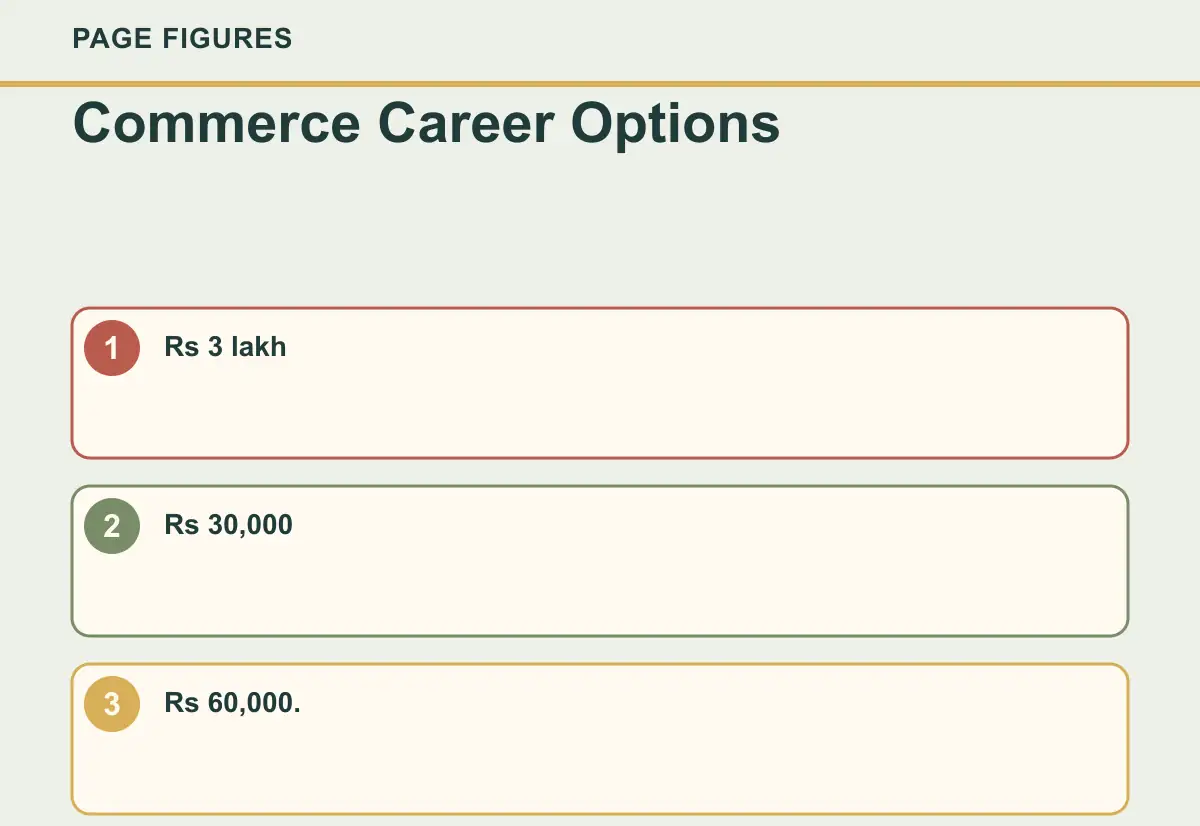 PAGE FIGURES
Commerce Career Options
1 Rs 3 lakh
2 Rs 30,000
3 Rs 60,000.